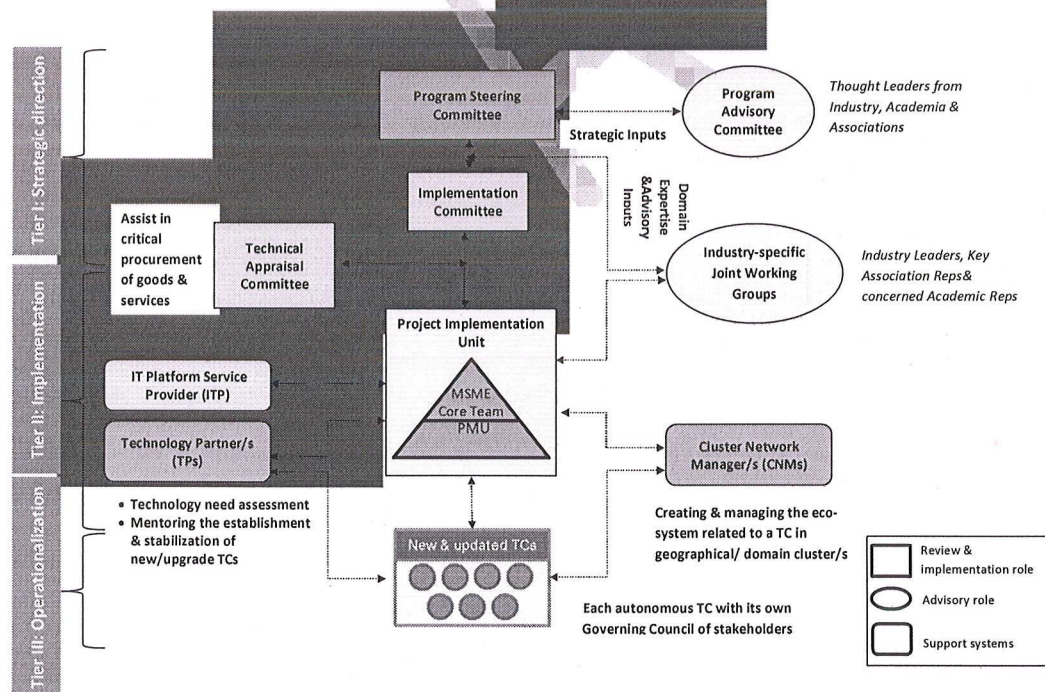 Tier I: Strategic direction
Tier II: Implementation
Tier III: Operationalization
Program Steering
Committee
Strategic Inputs
Program
Advisory
Committee
Thought Leaders from
Industry, Academia &
Associations
Implementation
Committee
Domain
Expertise
&Advisory
Inputs
Assist in
critical
procurement
of goods &
services
Technical
Appraisal
Committee
Industry-specific
Joint Working
Groups
Industry Leaders, Key
Association Reps&
concerned Academic Reps
Project Implementation
Unit
MSME
Core Team
PMU
IT Platform Service
Provider (ITP)
Technology Partner/s
(TPs)
Cluster Network
Manager/s (CNMs)
• Technology need assessment
• Mentoring the establishment
& stabilization of
new/upgrade TCs
Creating & managing the eco-
system related to a TC in
geographical/ domain cluster/s
New & updated TCs
Each autonomous TC with its own
Governing Council of stakeholders
Review &
implementation role
Advisory role
Support systems